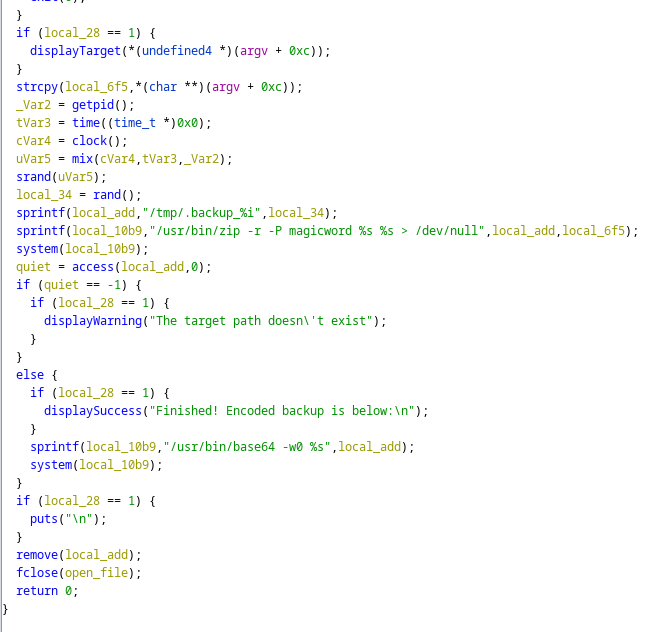 }
if (local_28 == 1) {
displayTarget(*(undefined4 *)(argv + 0xc));
}
strcpy(local_6f5,*(char **)(argv + 0xc));
_Var2 = getpid();
tVar3 = time((time_t *)0x0);
cVar4 = clock();
uVar5 = mix(cVar4,tVar3,_Var2);
srand(uVar5);
local_34 = rand();
sprintf(local_add,"/tmp/.backup_%i",local_34);
sprintf(local_10b9,"/usr/bin/zip -r -P magicword %s %s > /dev/null",local_add,local_6f5);
system(local_10b9);
quiet = access(local_add,0);
if (quiet == -1) {
if (local_28 == 1) {
displayWarning("The target path doesn\'t exist");
}
}
else {
if (local_28 == 1) {
displaySuccess("Finished! Encoded backup is below:\n");
}
sprintf(local_10b9,"/usr/bin/base64 -w0 %s",local_add);
system(local_10b9);
}
if (local_28 == 1) {
puts("\n");
}
remove(local_add);
fclose(open_file);
return 0;
}